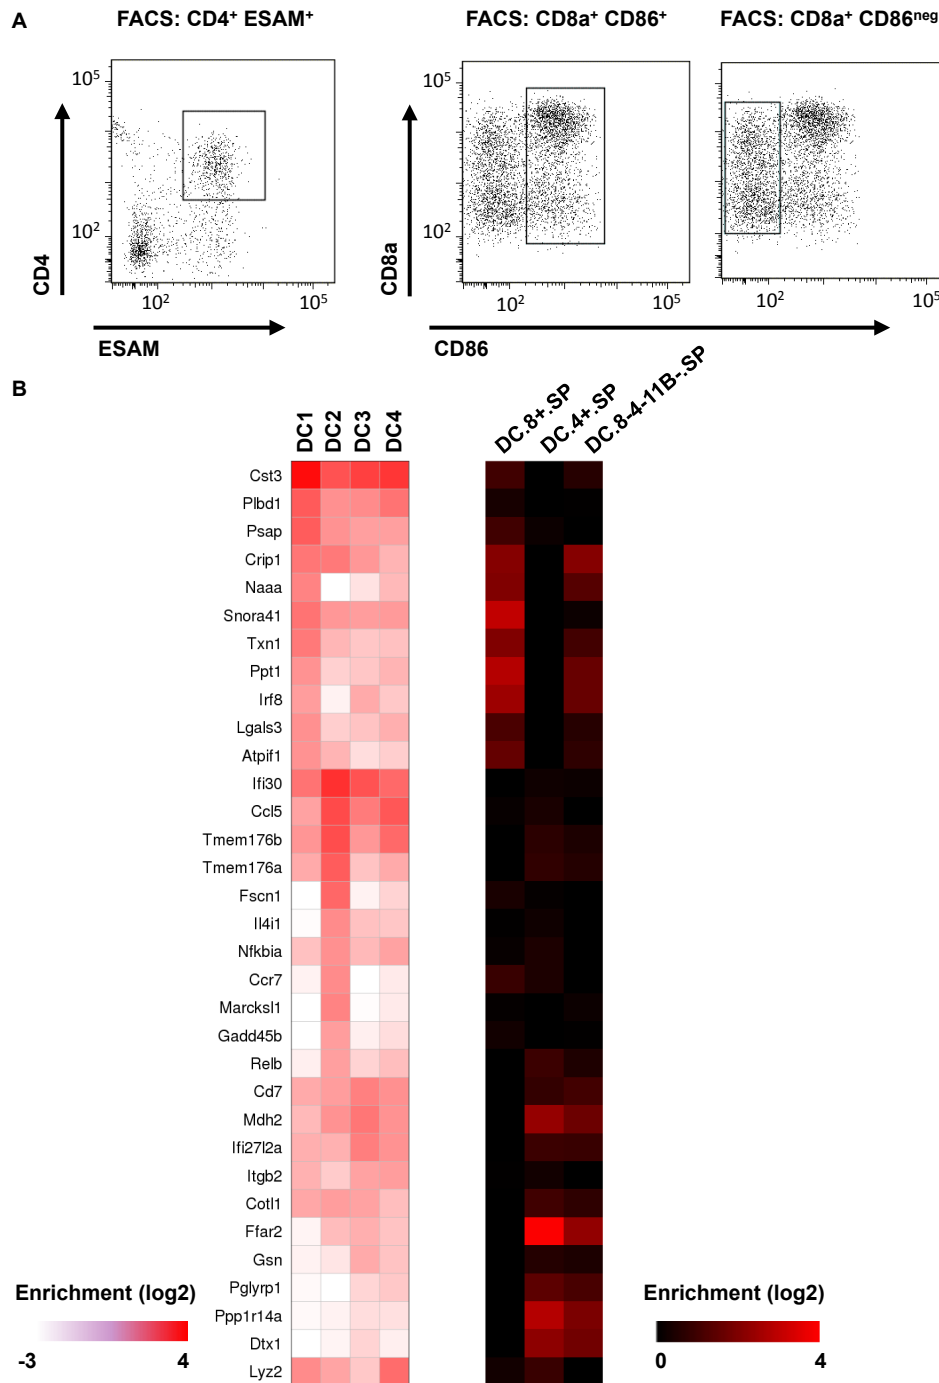 A
FACS: CD4⁺ ESAM⁺
FACS: CD8a⁺ CD86⁺
FACS: CD8a⁺ CD86ⁿᵉᵍ
10⁵
10²
CD4
10² 10⁵
ESAM
10⁵
10²
CD8a
10² 10⁵
10² 10⁵
CD86
B
DC1 DC2 DC3 DC4
DC.8+.SP DC.4+.SP DC.8-4-11B-.SP
Cst3
Plbd1
Psap
Crip1
Naaa
Snora41
Txn1
Ppt1
Irf8
Lgals3
Atpif1
Ifi30
Ccl5
Tmem176b
Tmem176a
Fscn1
Il4i1
Nfkbia
Ccr7
Marcksl1
Gadd45b
Relb
Cd7
Mdh2
Ifi27l2a
Itgb2
Cotl1
Ffar2
Gsn
Pglyrp1
Ppp1r14a
Dtx1
Lyz2
Enrichment (log2)
-3 4
Enrichment (log2)
0 4